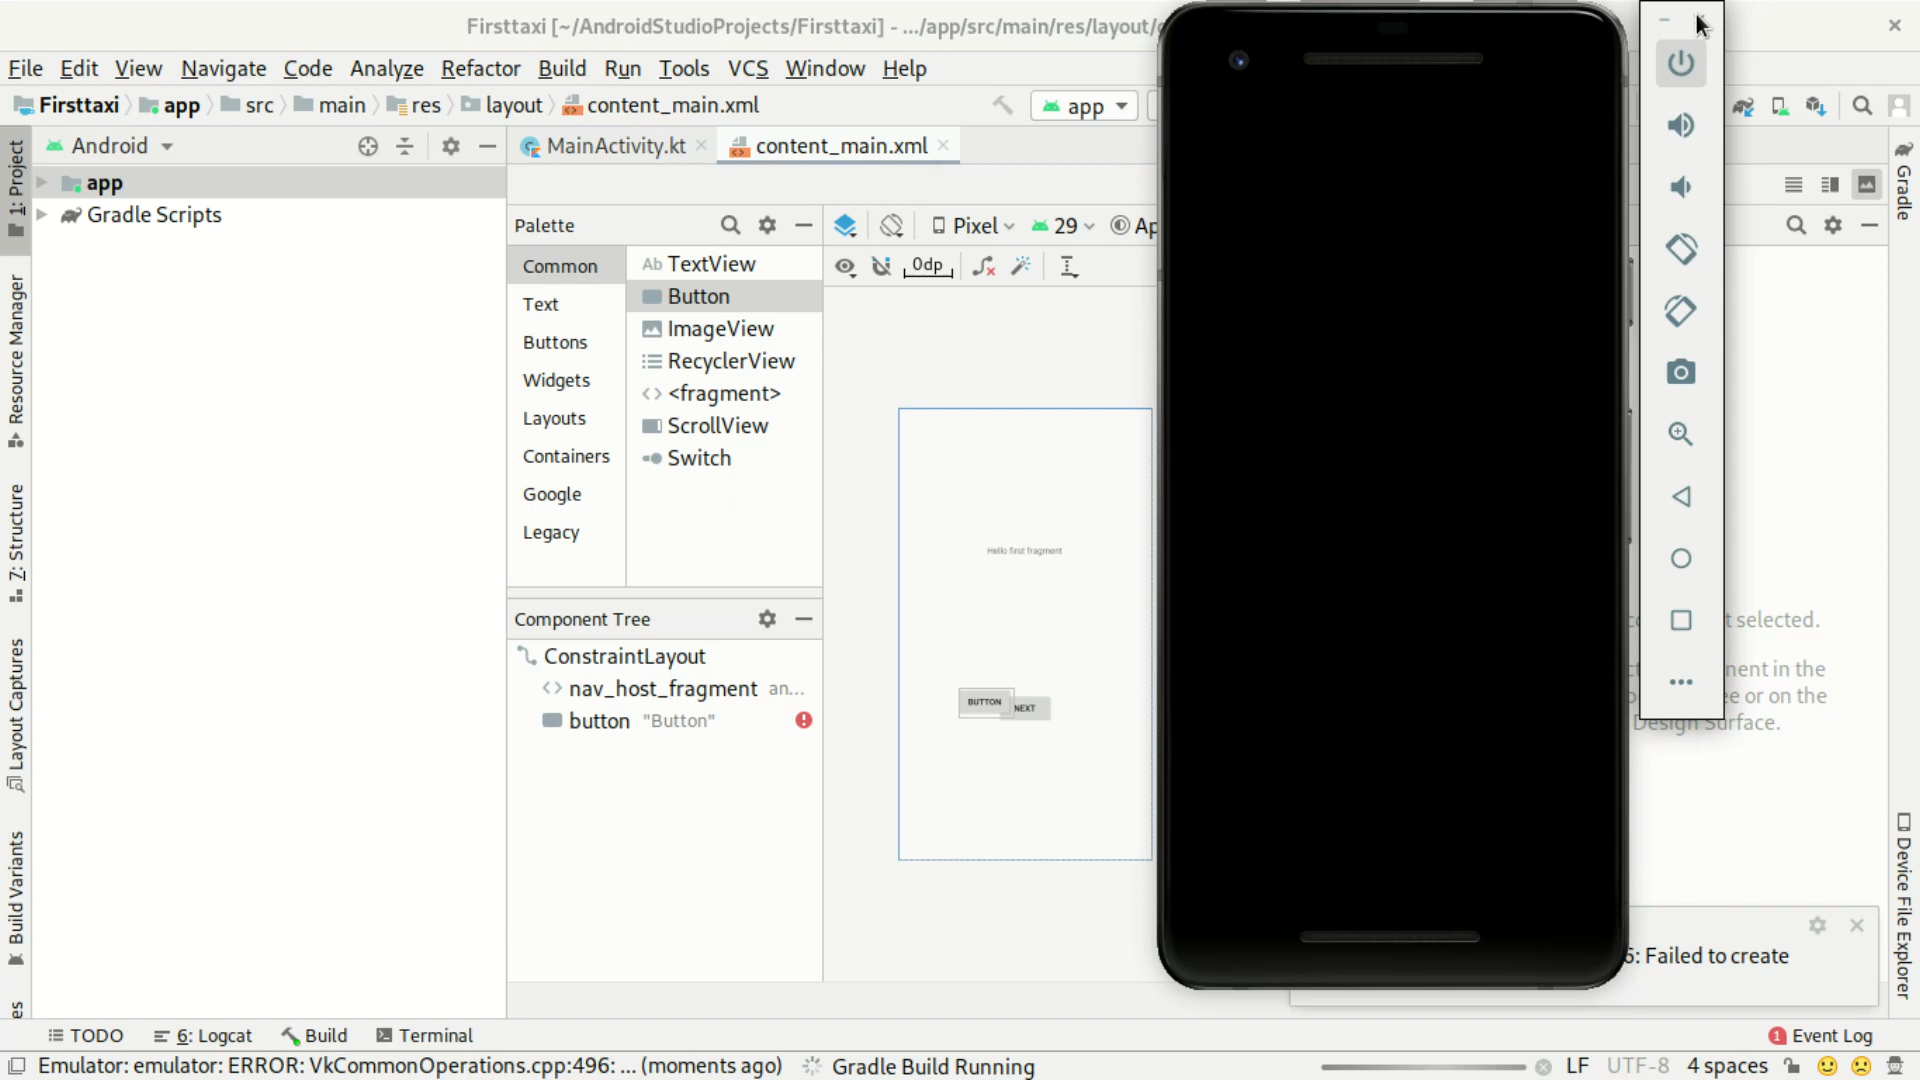 Firsttaxi [~/AndroidStudioProjects/Firsttaxi] - .../app/src/main/res/layout/
File Edit View Navigate Code Analyze Refactor Build Run Tools VCS Window Help
Firsttaxi app src main res layout content_main.xml app
Android MainActivity.kt content_main.xml
1: Project
app
Gradle Scripts
Resource Manager
Z: Structure
Layout Captures
Build Variants
Palette
Pixel 29 Ap
0dp
Common
Text
Buttons
Widgets
Layouts
Containers
Google
Legacy
Ab TextView
Button
ImageView
RecyclerView
<> <fragment>
ScrollView
Switch
Component Tree
ConstraintLayout
<> nav_host_fragment an...
button "Button"
Hello first fragment
BUTTON NEXT
t selected.
nent in the
ee or on the
Design Surface.
6: Failed to create
Gradle
Device File Explorer
TODO 6: Logcat Build Terminal 1 Event Log
Emulator: emulator: ERROR: VkCommonOperations.cpp:496: ... (moments ago) Gradle Build Running LF UTF-8 4 spaces